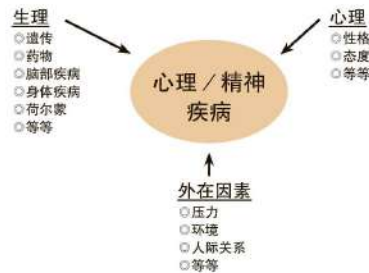 生理
◎遗传
◎药物
◎脑部疾病
◎身体疾病
◎荷尔蒙
◎等等
心理
◎性格
◎态度
◎等等
心理/精神
疾病
外在因素
◎压力
◎环境
◎人际关系
◎等等